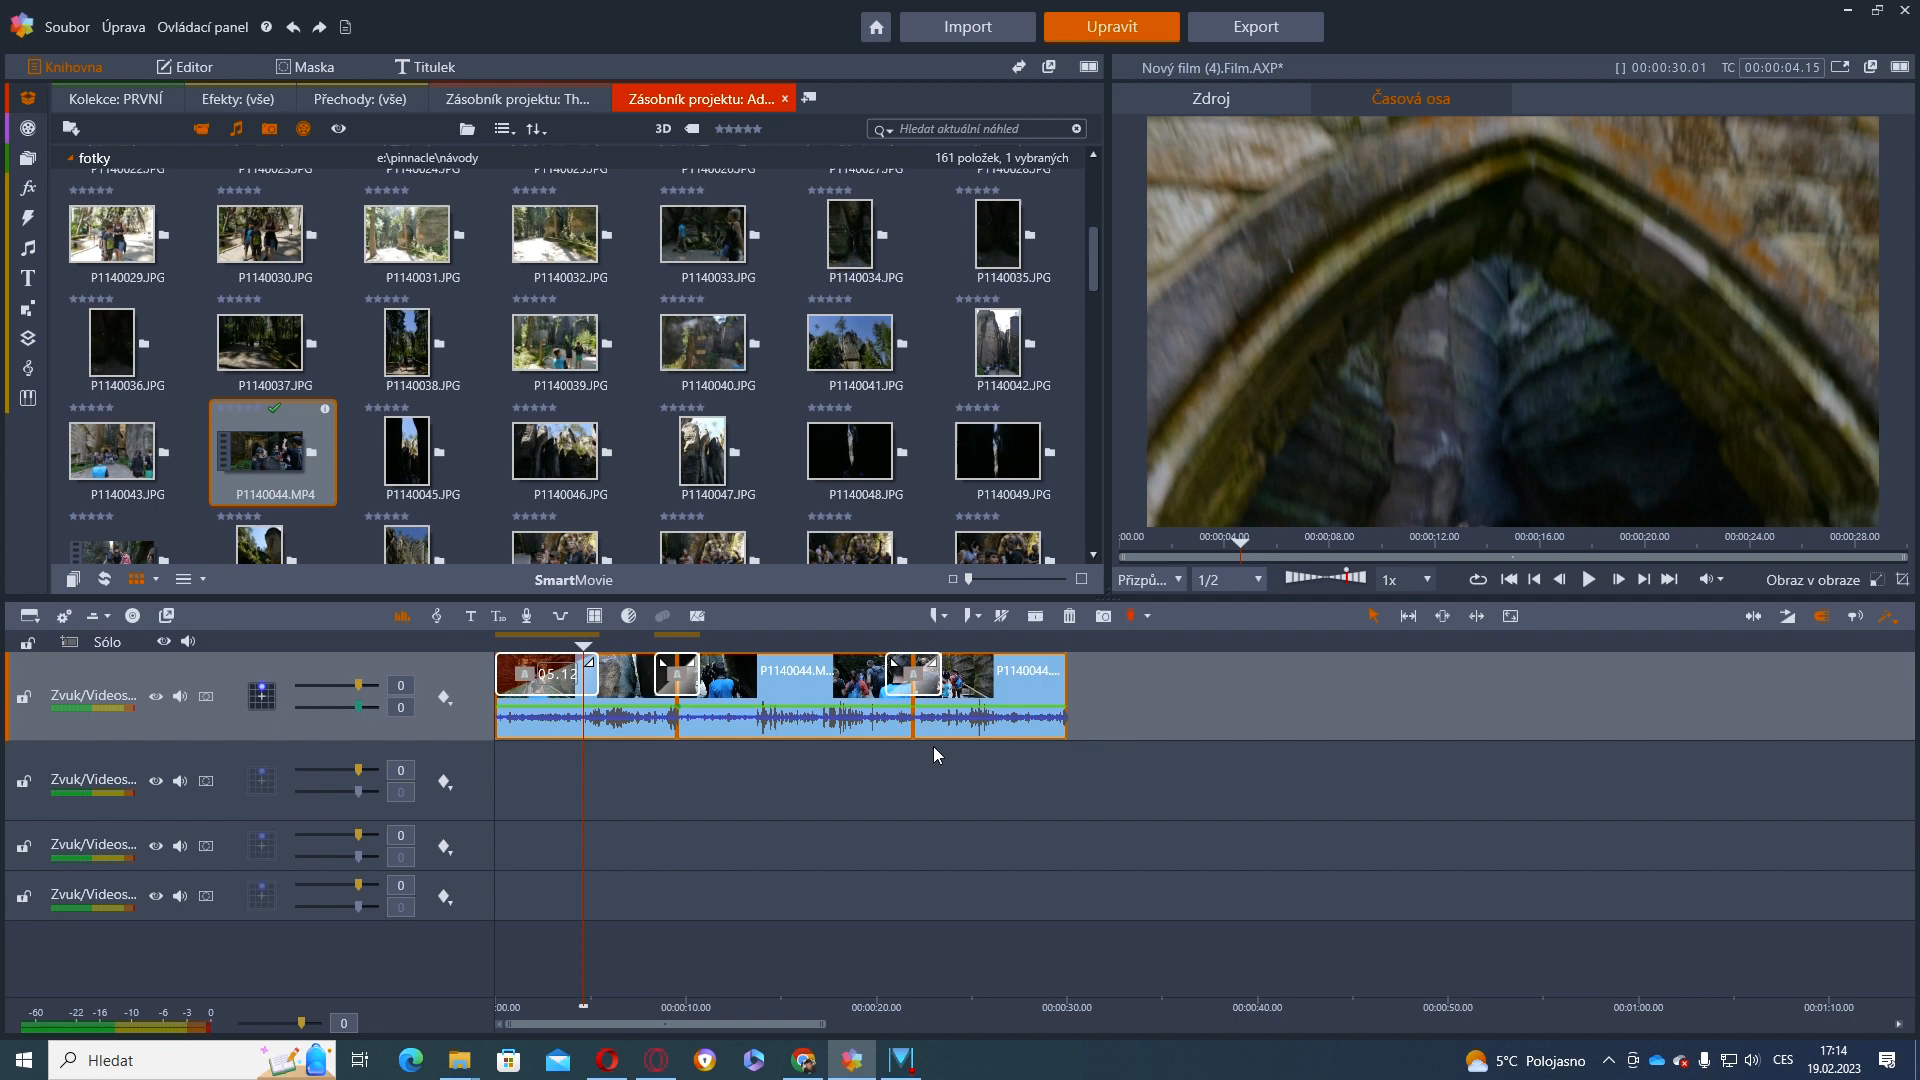 Soubor Úprava Ovládací panel
Import Upravit Export
Knihovna Editor Maska Titulek
Nový film (4).Film.AXP* [] 00:00:30.01 TC 00:00:04.15
Kolekce: PRVNÍ Efekty: (vše) Přechody: (vše) Zásobník projektu: Th... Zásobník projektu: Ad... x
Zdroj Časová osa
3D Hledat aktuální náhled
fotky e:\pinnacle\návody 161 položek, 1 vybraných
P1140022.JPG P1140023.JPG P1140024.JPG P1140025.JPG P1140026.JPG P1140027.JPG P1140028.JPG
P1140029.JPG P1140030.JPG P1140031.JPG P1140032.JPG P1140033.JPG P1140034.JPG P1140035.JPG
P1140036.JPG P1140037.JPG P1140038.JPG P1140039.JPG P1140040.JPG P1140041.JPG P1140042.JPG
P1140043.JPG P1140044.MP4 P1140045.JPG P1140046.JPG P1140047.JPG P1140048.JPG P1140049.JPG
:00.00 00:00:04.00 00:00:08.00 00:00:12.00 00:00:16.00 00:00:20.00 00:00:24.00 00:00:28.00
SmartMovie
Přizpů... 1/2 1x Obraz v obraze
Sólo
Zvuk/Videos... 0 0
A 05.12 A P1140044.M... A P1140044....
Zvuk/Videos... 0 0
Zvuk/Videos... 0 0
Zvuk/Videos... 0 0
:00.00 00:00:10.00 00:00:20.00 00:00:30.00 00:00:40.00 00:00:50.00 00:01:00.00 00:01:10.00
-60 -22 -16 -10 -6 -3 0 0
Hledat
5°C Polojasno CES 17:14
19.02.2023